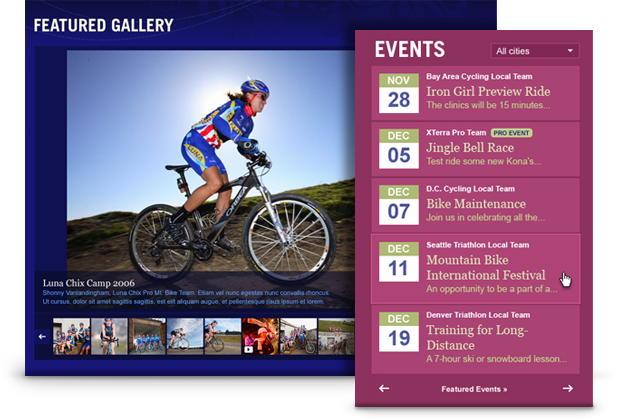 FEATURED GALLERY
Luna Chix Camp 2006
Shonny Vanlandingham, Luna Chix Pro Mt. Bike Team. Etiam vel nunc egestas nunc convallis rhoncus.
Ut cursus, dolor sit amet sagittis sagittis, est elit aliquam augue, et pellentesque risus ipsum et lorem.
EVENTS
All cities
NOV
28
Bay Area Cycling Local Team
Iron Girl Preview Ride
The clinics will be 15 minutes...
DEC
05
XTerra Pro Team PRO EVENT
Jingle Bell Race
Test ride some new Kona's...
DEC
07
D.C. Cycling Local Team
Bike Maintenance
Join us in celebrating all the...
DEC
11
Seattle Triathlon Local Team
Mountain Bike
International Festival
An opportunity to be a part of a...
DEC
19
Denver Triathlon Local Team
Training for Long-
Distance
A 7-hour ski or snowboard lesson...
Featured Events »